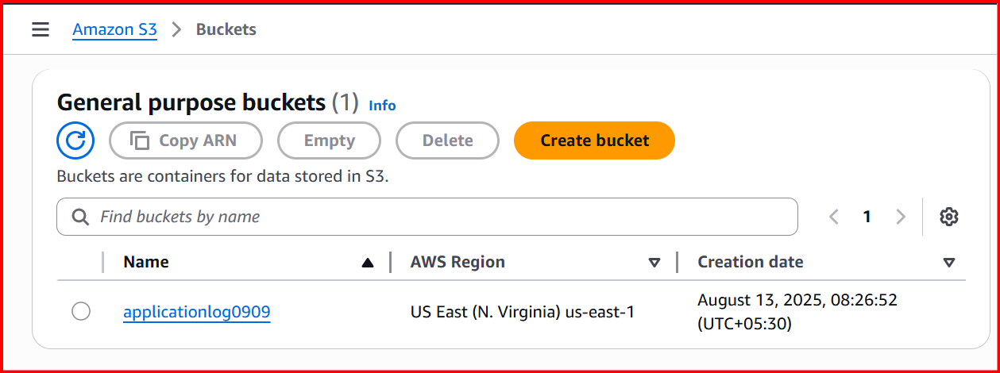 Amazon S3 > Buckets
General purpose buckets (1) Info
Copy ARN Empty Delete Create bucket
Buckets are containers for data stored in S3.
Find buckets by name 1
Name AWS Region Creation date
applicationlog0909 US East (N. Virginia) us-east-1 August 13, 2025, 08:26:52
(UTC+05:30)